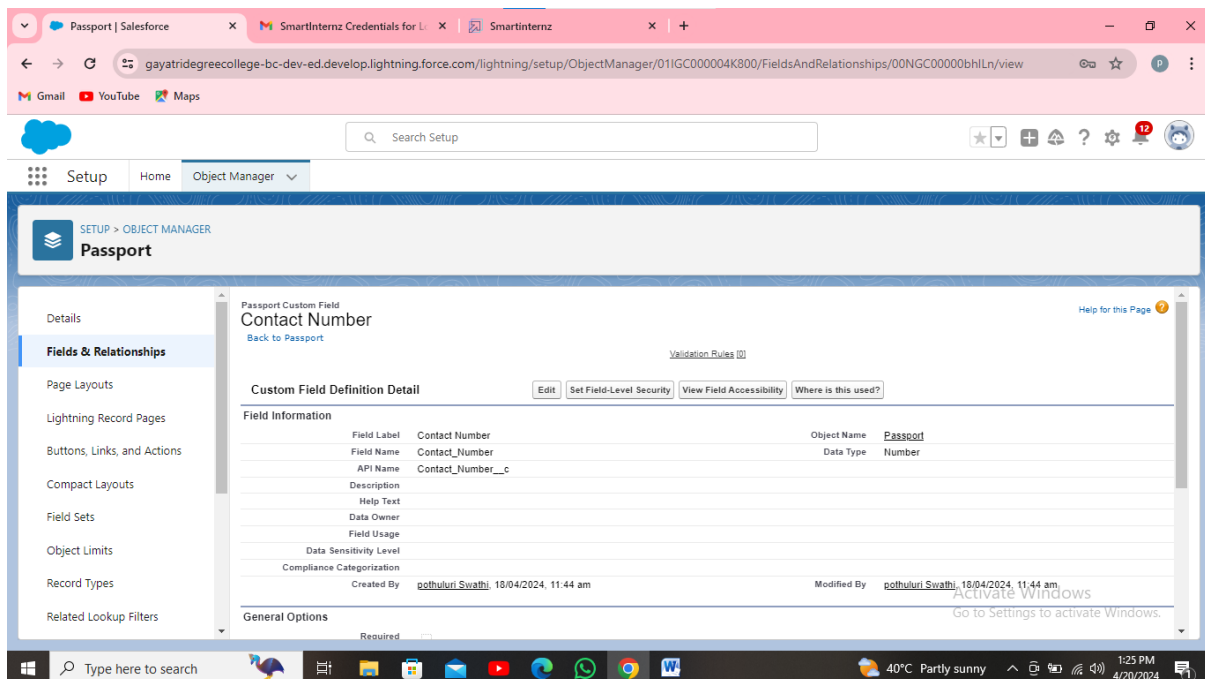 Passport | Salesforce
SmartInternz Credentials for Lo
Smartinternz
gayatridegreecollege-bc-dev-ed.develop.lightning.force.com/lightning/setup/ObjectManager/01IGC000004K800/FieldsAndRelationships/00NGC00000bhlLn/view
P
Gmail YouTube Maps
Search Setup
12
Setup Home Object Manager
SETUP > OBJECT MANAGER
Passport
Details
Fields & Relationships
Page Layouts
Lightning Record Pages
Buttons, Links, and Actions
Compact Layouts
Field Sets
Object Limits
Record Types
Related Lookup Filters
Passport Custom Field
Contact Number
Back to Passport
Help for this Page
Validation Rules [0]
Custom Field Definition Detail Edit Set Field-Level Security View Field Accessibility Where is this used?
Field Information
Field Label Contact Number Object Name Passport
Field Name Contact_Number Data Type Number
API Name Contact_Number__c
Description
Help Text
Data Owner
Field Usage
Data Sensitivity Level
Compliance Categorization
Created By pothuluri Swathi, 18/04/2024, 11:44 am Modified By pothuluri Swathi, 18/04/2024, 11:44 am
General Options
Required
Activate Windows
Go to Settings to activate Windows.
Type here to search
40°C Partly sunny
1:25 PM
4/20/2024